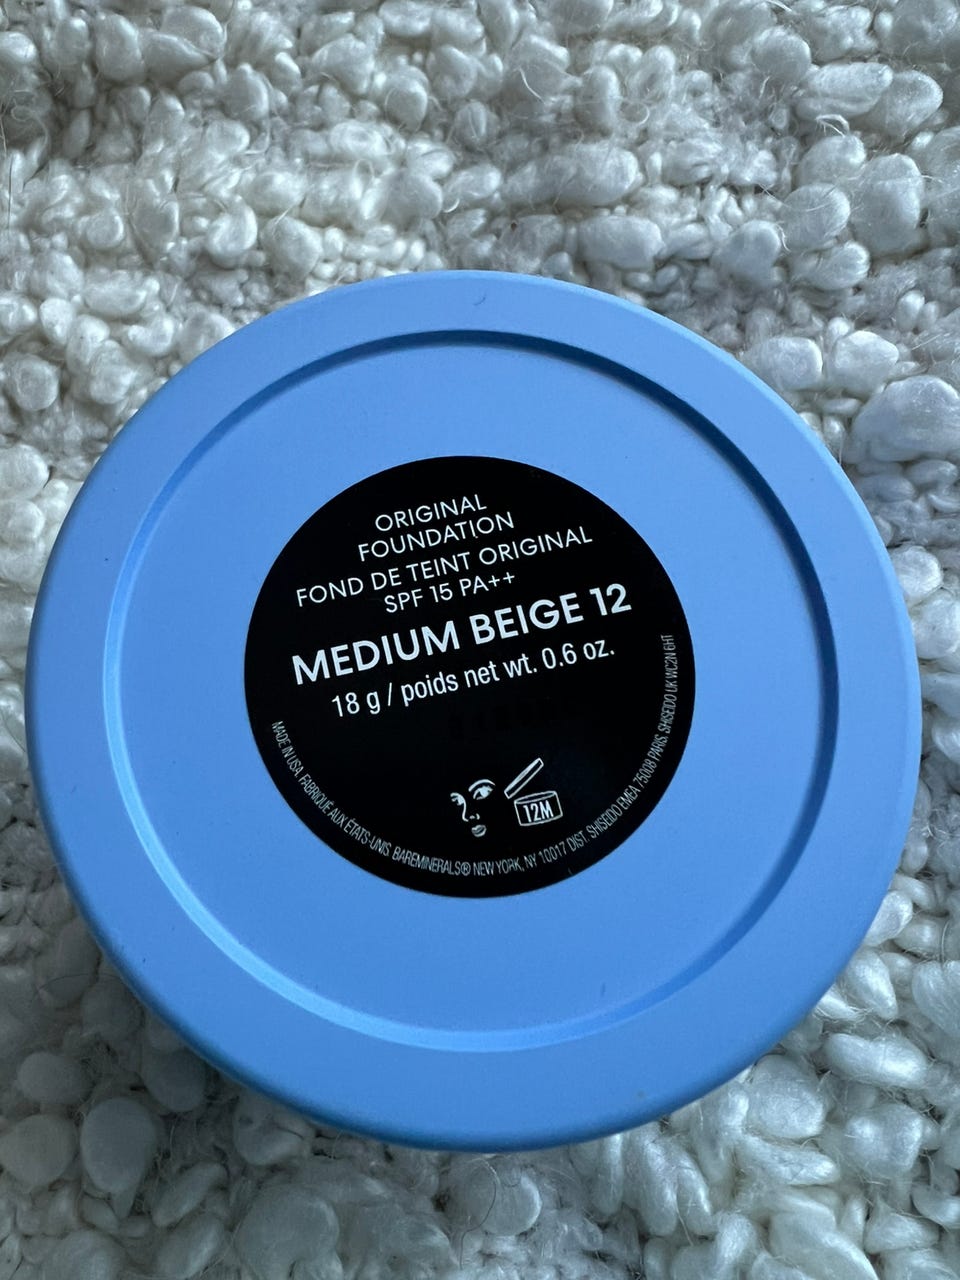 ORIGINAL
FOUNDATION
FOND DE TEINT ORIGINAL
SPF 15 PA++
MEDIUM BEIGE 12
18 g / poids net wt. 0.6 oz.
12M
MADE IN USA. FABRIQUÉ AUX ÉTATS-UNIS. BAREMINERALS® NEW YORK, NY 10017 DIST. SHISEIDO EMEA 75008 PARIS. SHISEIDO UK WC2N 6HT